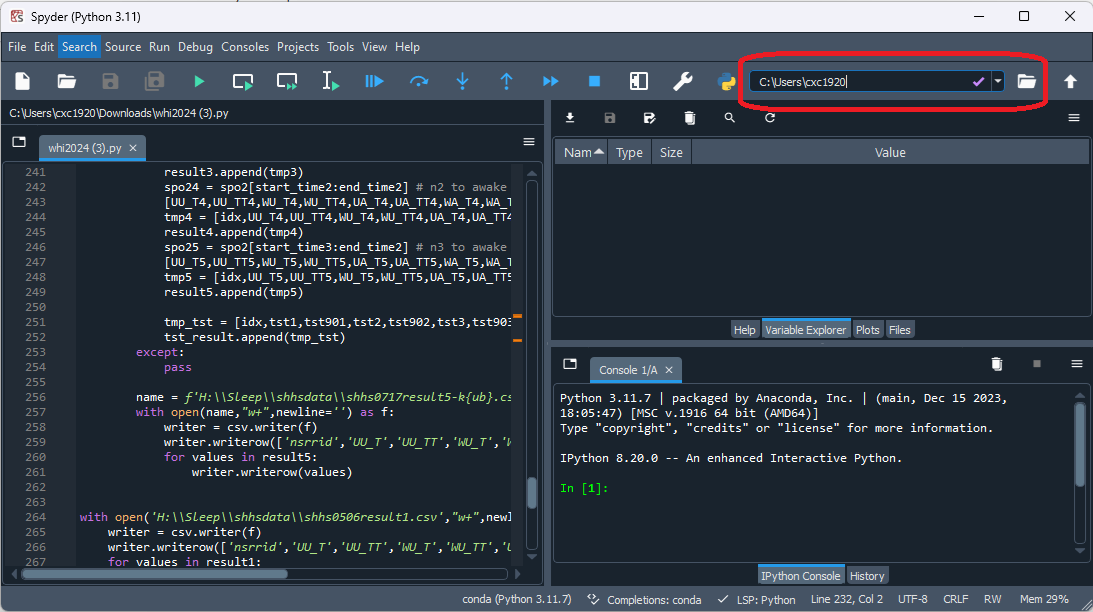 Spyder (Python 3.11)
File Edit Search Source Run Debug Consoles Projects Tools View Help
C:\Users\cxc1920
C:\Users\cxc1920\Downloads\whi2024 (3).py
whi2024 (3).py
241 result3.append(tmp3)
242 spo24 = spo2[start_time2:end_time2] # n2 to awake
243 [UU_T4,UU_TT4,WU_T4,WU_TT4,UA_T4,UA_TT4,WA_T4,WA_T
244 tmp4 = [idx,UU_T4,UU_TT4,WU_T4,WU_TT4,UA_T4,UA_TT4
245 result4.append(tmp4)
246 spo25 = spo2[start_time3:end_time2] # n3 to awake
247 [UU_T5,UU_TT5,WU_T5,WU_TT5,UA_T5,UA_TT5,WA_T5,WA_T
248 tmp5 = [idx,UU_T5,UU_TT5,WU_T5,WU_TT5,UA_T5,UA_TT5
249 result5.append(tmp5)
250
251 tmp_tst = [idx,tst1,tst901,tst2,tst902,tst3,tst903
252 tst_result.append(tmp_tst)
253 except:
254 pass
255
256 name = f'H:\\Sleep\\shhsdata\\shhs0717result5-k{ub}.cs
257 with open(name,"w+",newline='') as f:
258 writer = csv.writer(f)
259 writer.writerow(['nsrrid','UU_T','UU_TT','WU_T','W
260 for values in result5:
261 writer.writerow(values)
262
263
264 with open('H:\\Sleep\\shhsdata\\shhs0506result1.csv',"w+",newl
265 writer = csv.writer(f)
266 writer.writerow(['nsrrid','UU_T','UU_TT','WU_T','WU_TT','U
267 for values in result1:
Nam Type Size Value
Help Variable Explorer Plots Files
Console 1/A
Python 3.11.7 | packaged by Anaconda, Inc. | (main, Dec 15 2023,
18:05:47) [MSC v.1916 64 bit (AMD64)]
Type "copyright", "credits" or "license" for more information.
IPython 8.20.0 -- An enhanced Interactive Python.
In [1]:
IPython Console History
conda (Python 3.11.7) Completions: conda LSP: Python Line 232, Col 2 UTF-8 CRLF RW Mem 29%